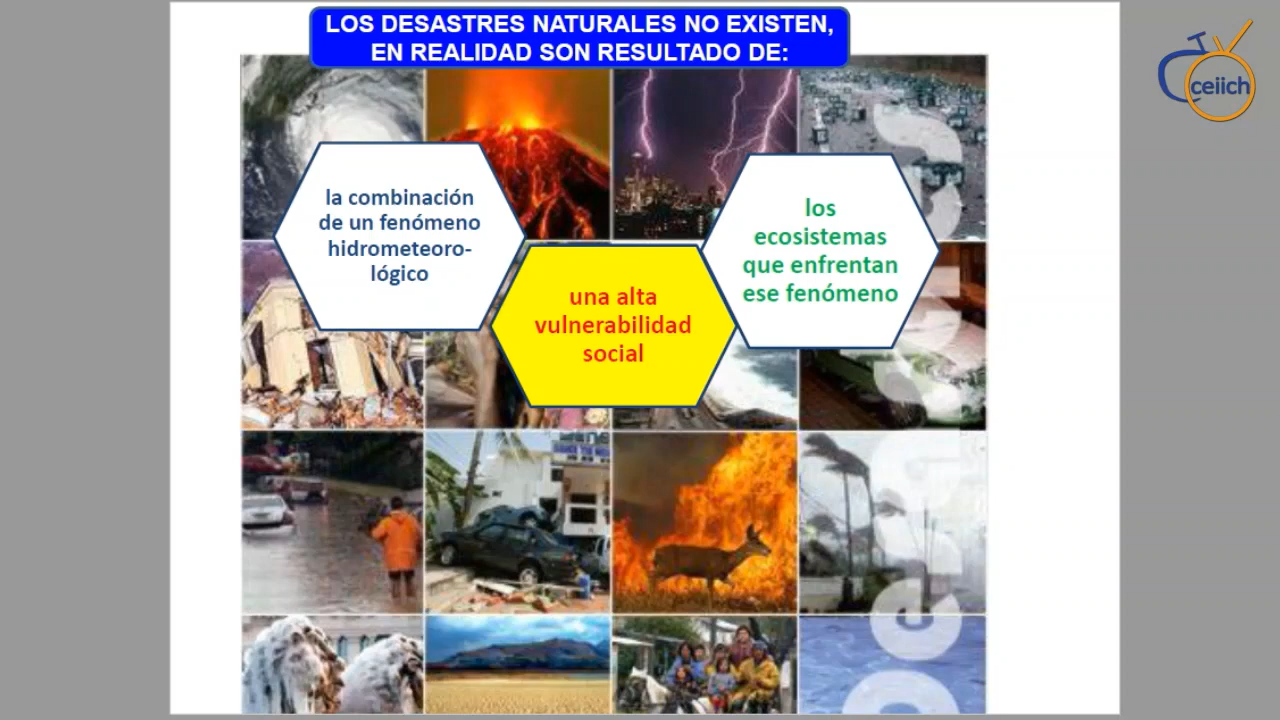 LOS DESASTRES NATURALES NO EXISTEN,
EN REALIDAD SON RESULTADO DE:
ceiich
la combinación
de un fenómeno
hidrometeoro-
lógico
los
ecosistemas
que enfrentan
ese fenómeno
una alta
vulnerabilidad
social